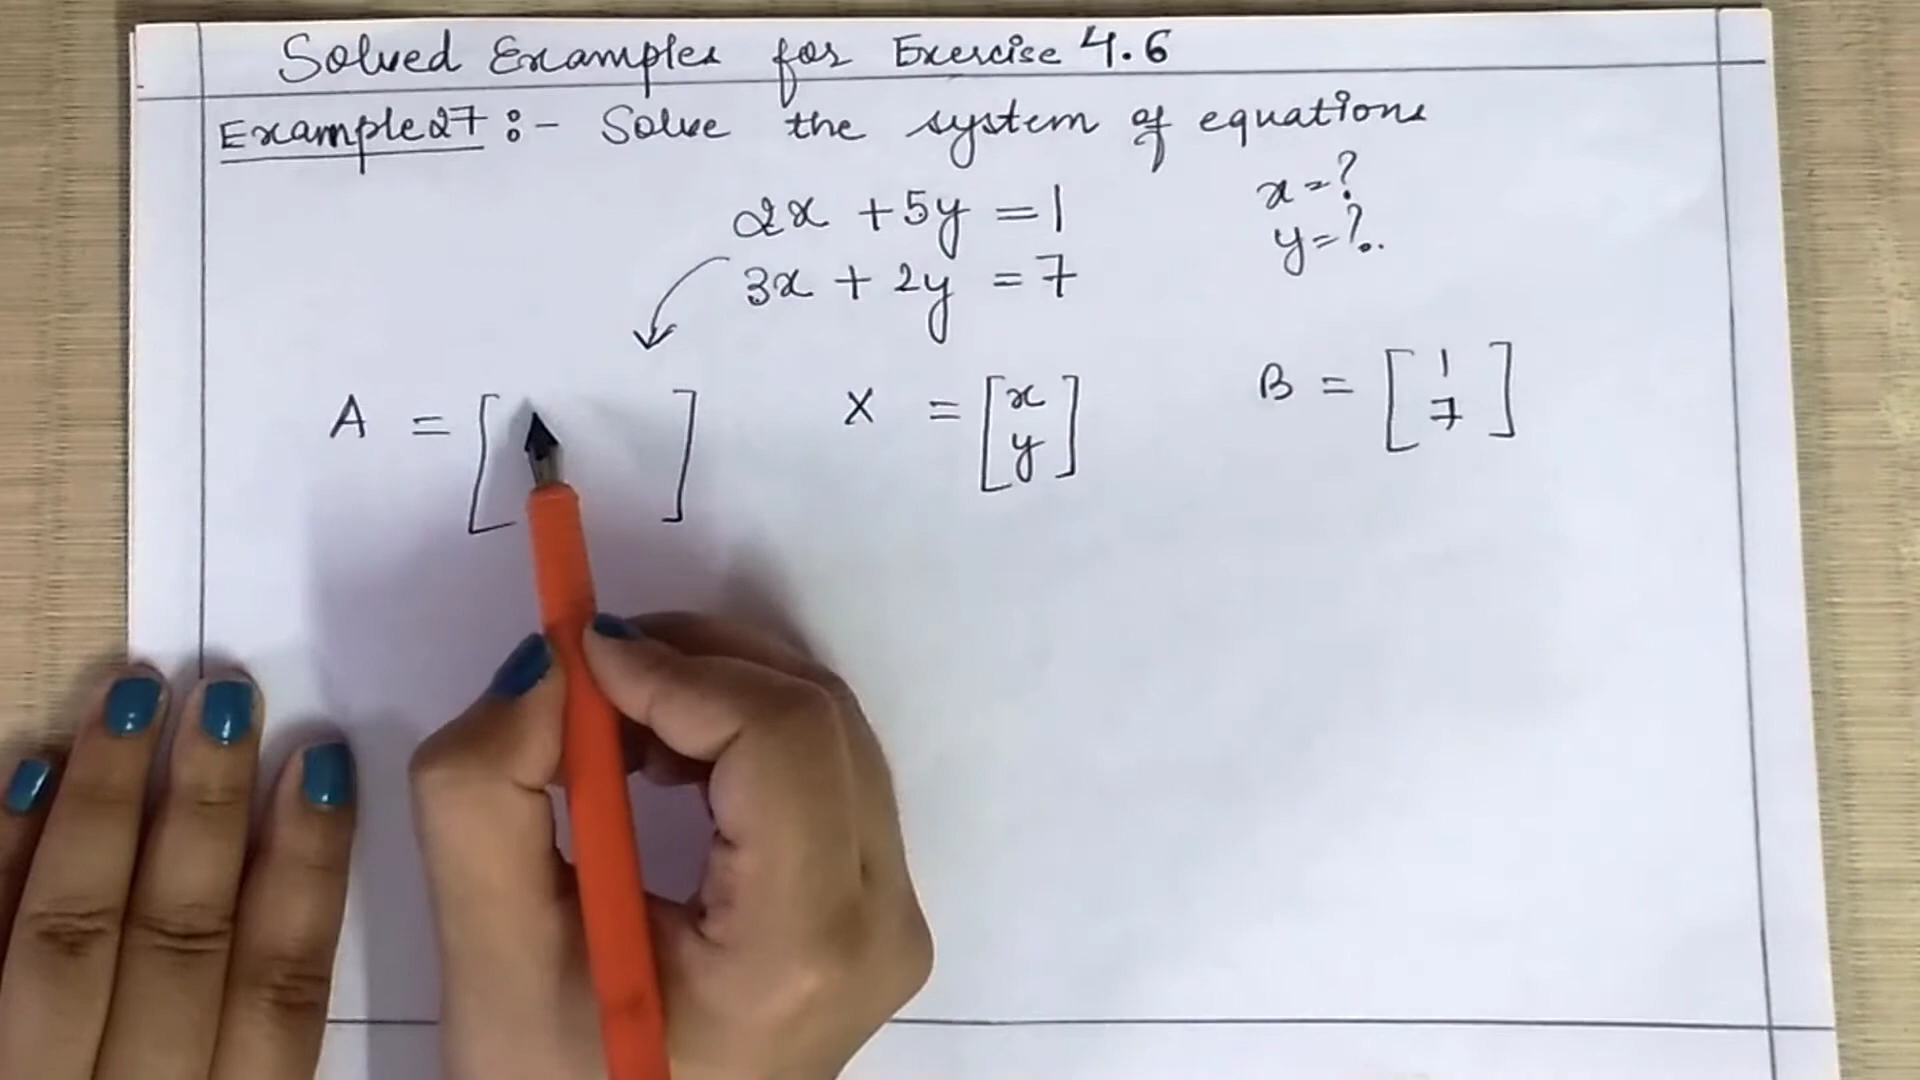 Solved Examples for Exercise 4.6
Example 27 :- Solve the system of equations
2x + 5y = 1
3x + 2y = 7
x = ?
y = ?.
A = [ ]
X = [x
y]
B = [1
7]